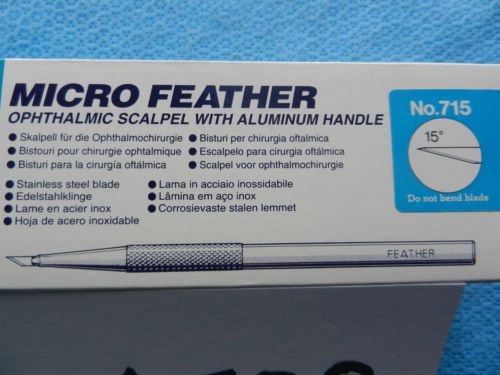 MICRO FEATHER
OPHTHALMIC SCALPEL WITH ALUMINUM HANDLE
● Skalpell für die Ophthalmochirurgie ● Bisturi per chirurgia oftalmica
● Bistouri pour chirurgie ophtalmique ● Escalpelo para cirurgia oftálmica
● Bisturi para la cirurgía oftálmica ● Scalpel voor ophthalmochirurgie
● Stainless steel blade ● Lama in acciaio inossidabile
● Edelstahlklinge ● Lâmina em aço inox
● Lame en acier inox ● Corrosievaste stalen lemmet
● Hoja de acero inoxidable
No.715
15°
Do not bend blade
FEATHER